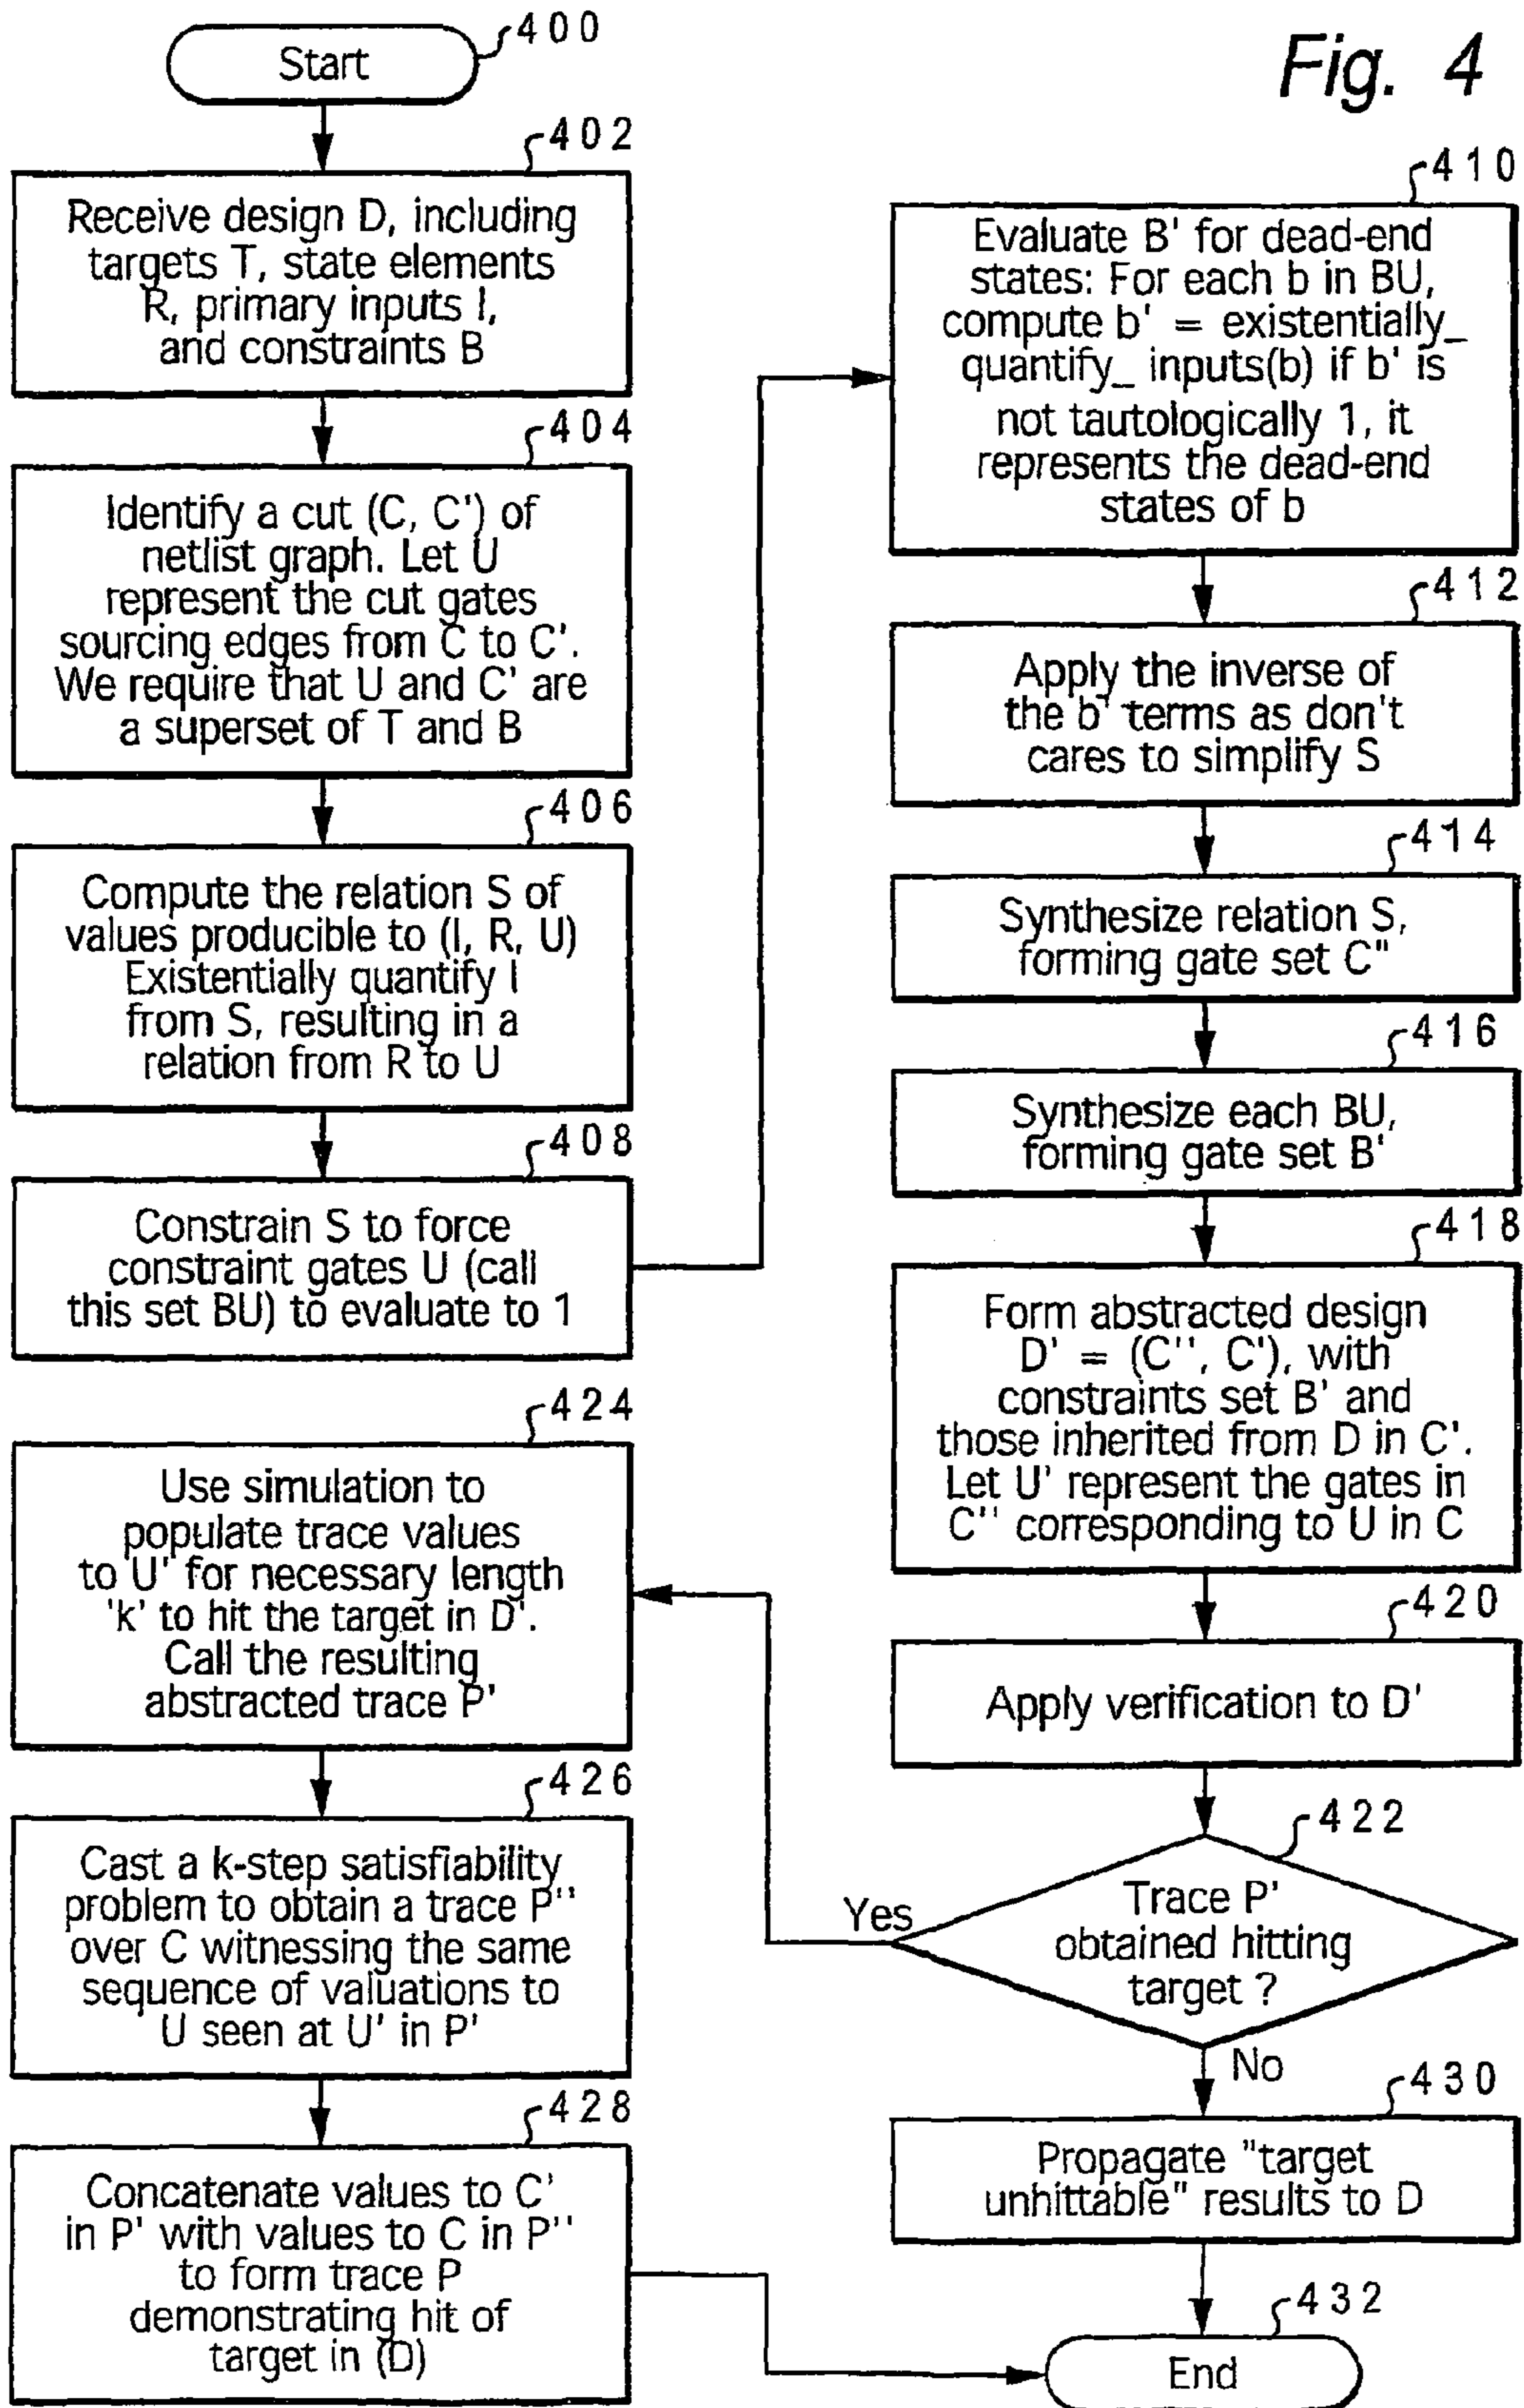 Fig. 4
400
Start
402
Receive design D, including
targets T, state elements
R, primary inputs I,
and constraints B
404
Identify a cut (C, C') of
netlist graph. Let U
represent the cut gates
sourcing edges from C to C'.
We require that U and C' are
a superset of T and B
406
Compute the relation S of
values producible to (I, R, U)
Existentially quantify I
from S, resulting in a
relation from R to U
408
Constrain S to force
constraint gates U (call
this set BU) to evaluate to 1
410
Evaluate B' for dead-end
states: For each b in BU,
compute b' = existentially_
quantify_ inputs(b) if b' is
not tautologically 1, it
represents the dead-end
states of b
412
Apply the inverse of
the b' terms as don't
cares to simplify S
414
Synthesize relation S,
forming gate set C''
416
Synthesize each BU,
forming gate set B'
418
Form abstracted design
D' = (C'', C'), with
constraints set B' and
those inherited from D in C'.
Let U' represent the gates in
C'' corresponding to U in C
420
Apply verification to D'
422
Trace P'
obtained hitting
target ?
Yes
No
424
Use simulation to
populate trace values
to U' for necessary length
'k' to hit the target in D'.
Call the resulting
abstracted trace P'
426
Cast a k-step satisfiability
problem to obtain a trace P''
over C witnessing the same
sequence of valuations to
U seen at U' in P'
428
Concatenate values to C'
in P' with values to C in P''
to form trace P
demonstrating hit of
target in (D)
430
Propagate "target
unhittable" results to D
432
End